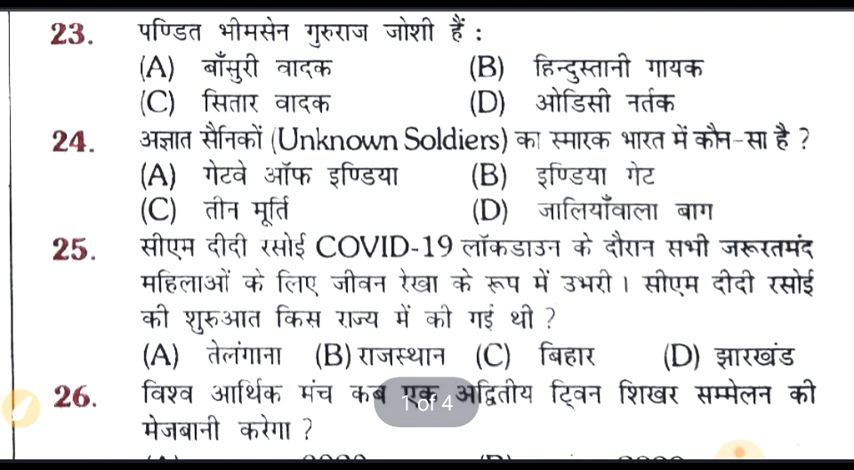 23. पण्डित भीमसेन गुरुराज जोशी हैं :
(A) बाँसुरी वादक (B) हिन्दुस्तानी गायक
(C) सितार वादक (D) ओडिसी नर्तक
24. अज्ञात सैनिकों (Unknown Soldiers) का स्मारक भारत में कौन-सा है ?
(A) गेटवे ऑफ इण्डिया (B) इण्डिया गेट
(C) तीन मूर्ति (D) जालियाँवाला बाग
25. सीएम दीदी रसोई COVID-19 लॉकडाउन के दौरान सभी जरूरतमंद
महिलाओं के लिए जीवन रेखा के रूप में उभरी । सीएम दीदी रसोई
की शुरुआत किस राज्य में की गई थी ?
(A) तेलंगाना (B) राजस्थान (C) बिहार (D) झारखंड
26. विश्व आर्थिक मंच कब एक अद्वितीय ट्विन शिखर सम्मेलन की
1 of 4
मेजबानी करेगा ?